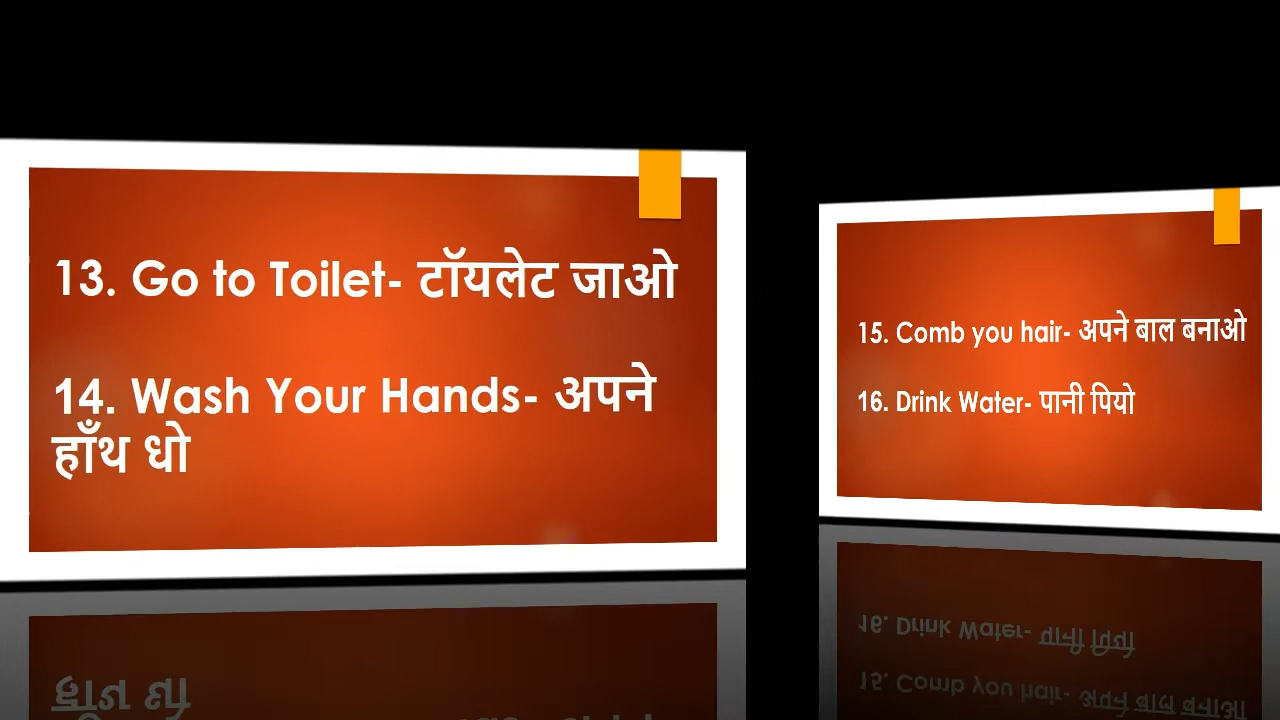 13. Go to Toilet- टॉयलेट जाओ
14. Wash Your Hands- अपने
हाँथ धो
15. Comb you hair- अपने बाल बनाओ
16. Drink Water- पानी पियो